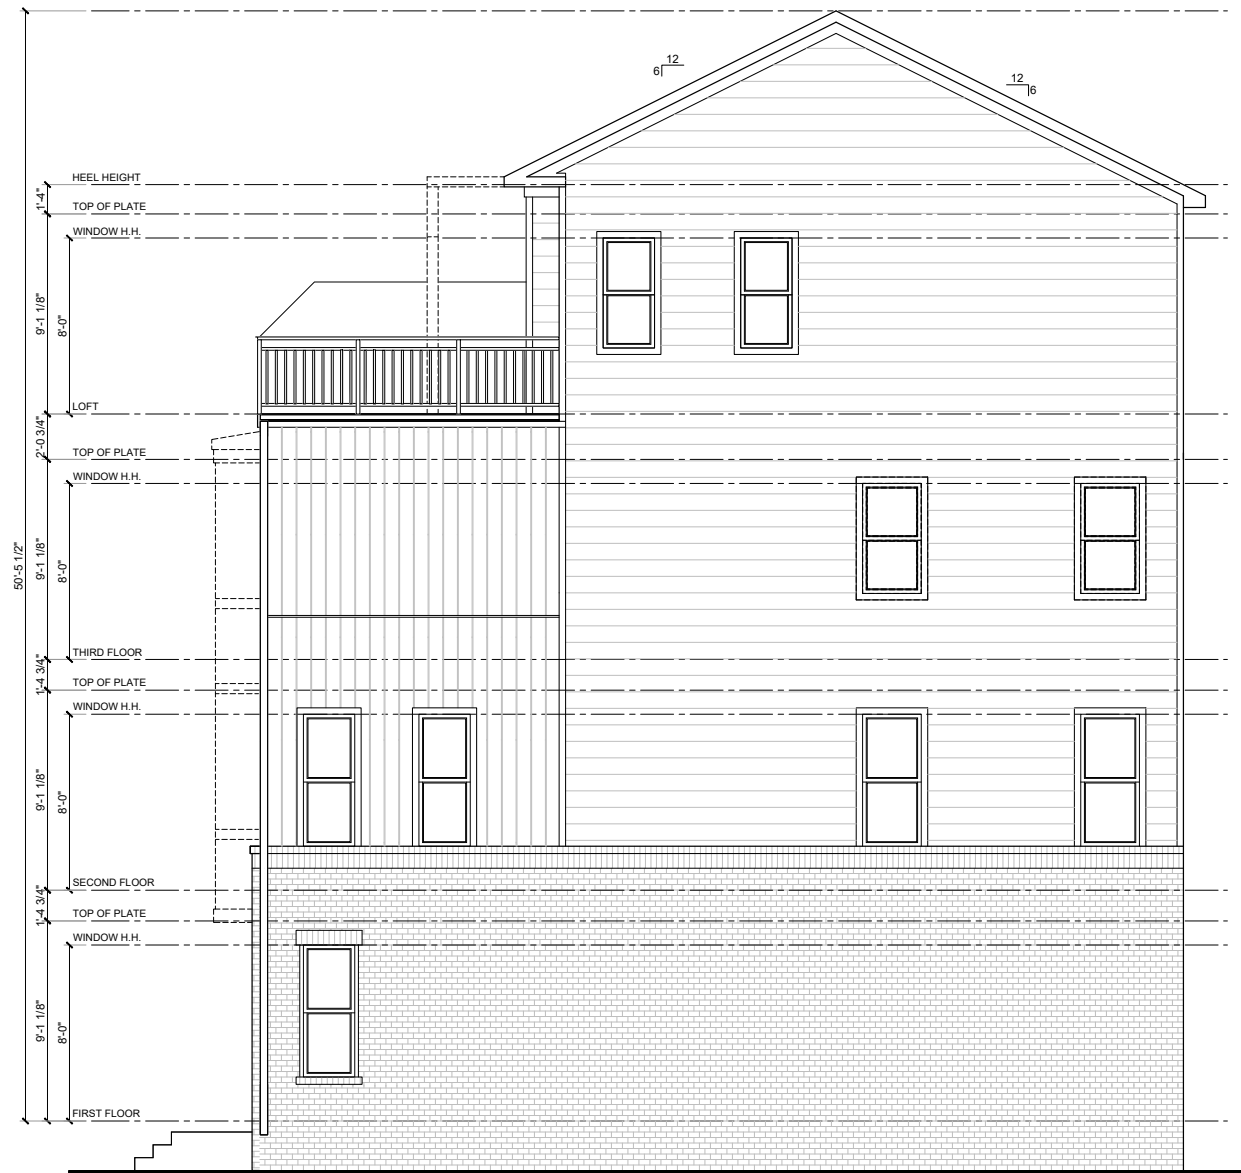 12
6
12
6
HEEL HEIGHT
1'-4"
TOP OF PLATE
WINDOW H.H.
9'-1 1/8"
8'-0"
LOFT
2'-0 3/4"
TOP OF PLATE
WINDOW H.H.
50'-5 1/2"
9'-1 1/8"
8'-0"
THIRD FLOOR
1'-4 3/4"
TOP OF PLATE
WINDOW H.H.
9'-1 1/8"
8'-0"
SECOND FLOOR
1'-4 3/4"
TOP OF PLATE
WINDOW H.H.
9'-1 1/8"
8'-0"
FIRST FLOOR